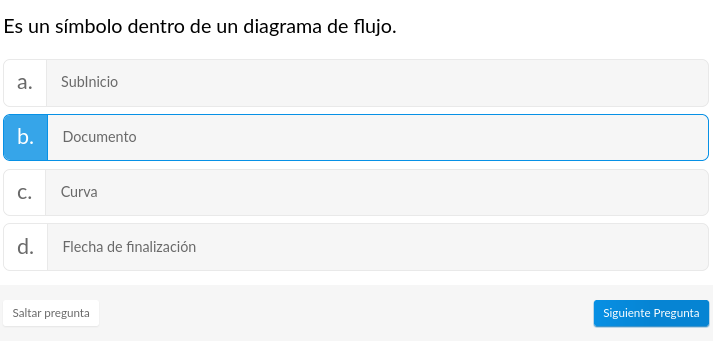 Es un símbolo dentro de un diagrama de flujo.
a. SubInicio
b. Documento
c. Curva
d. Flecha de finalización
Saltar pregunta Siguiente Pregunta